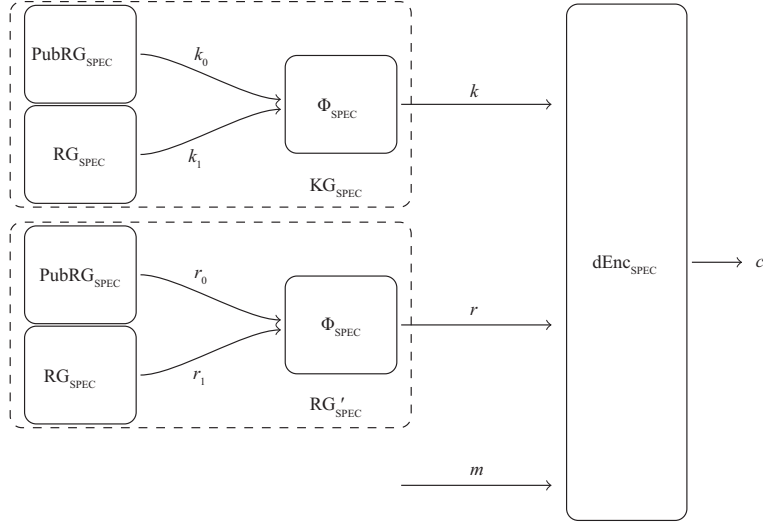 PubRG_SPEC
k_0
Φ_SPEC
k
RG_SPEC
k_1
KG_SPEC
PubRG_SPEC
r_0
dEnc_SPEC
c
Φ_SPEC
r
RG_SPEC
r_1
RG'_SPEC
m